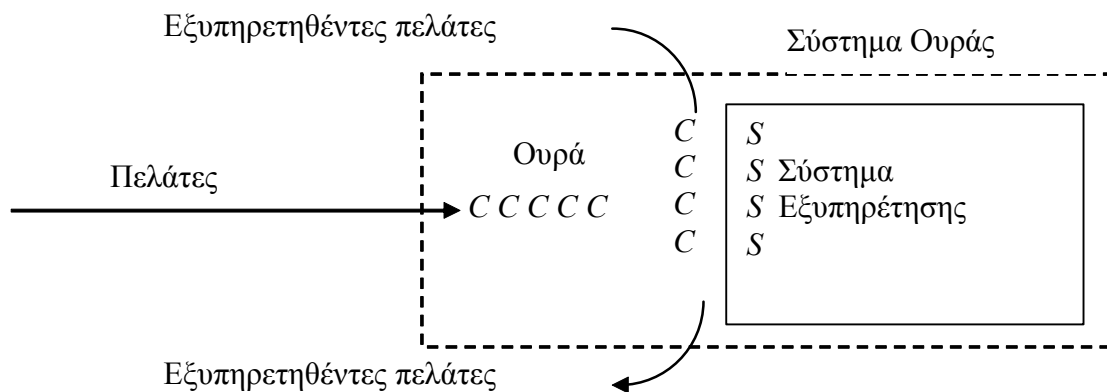 Εξυπηρετηθέντες πελάτες
Σύστημα Ουράς
Ουρά
Πελάτες
C C C C C
C
C
C
C
S
S Σύστημα
S Εξυπηρέτησης
S
Εξυπηρετηθέντες πελάτες